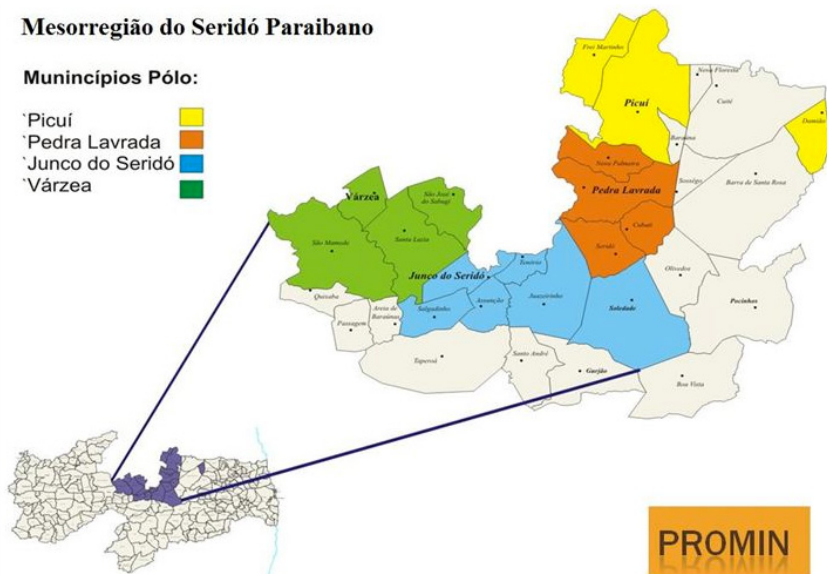 Mesorregião do Seridó Paraibano
Munincípios Pólo:
`Picuí
`Pedra Lavrada
`Junco do Seridó
`Várzea
Frei Martinho
Picuí
Nova Floresta
Cuité
Damião
Baraúna
Nova Palmeira
Pedra Lavrada
Sossêgo
Barra de Santa Rosa
Várzea
São José do Sabugi
Cubati
São Mamede
Santa Luzia
Seridó
Junco do Seridó
Tenório
Olivedos
Quixaba
Salgadinho
Assunção
Juazeirinho
Soledade
Pocinhos
Areia de Baraúnas
Passagem
Taperoá
Santo André
Gurjão
Boa Vista
PROMIN